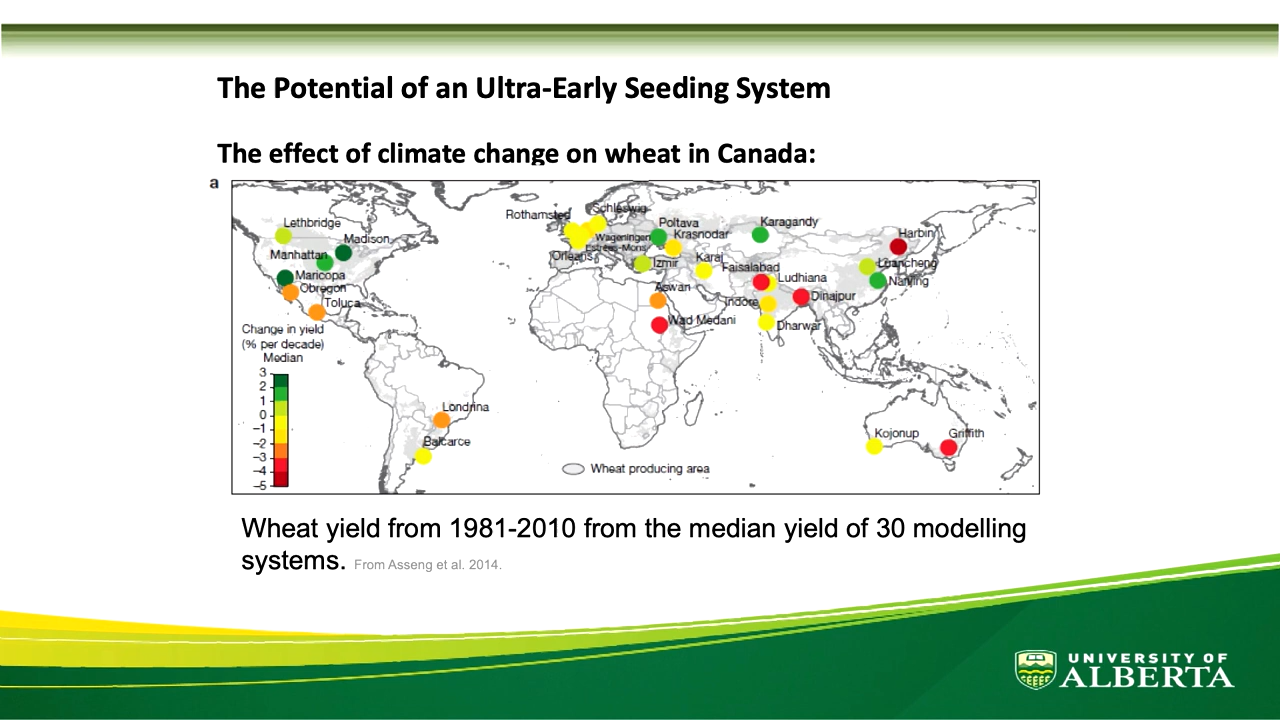 The Potential of an Ultra-Early Seeding System
The effect of climate change on wheat in Canada:
a
Lethbridge
Madison
Manhattan
Maricopa
Obregon
Toluca
Rothamsted
Schleswig
Wageningen
Estrées-Mons
Orleans
Poltava
Krasnodar
Izmir
Karaj
Karagandy
Harbin
Luancheng
Nanjing
Faisalabad
Ludhiana
Indore
Dinajpur
Dharwar
Aswan
Wad Medani
Change in yield
(% per decade)
Median
3
2
1
0
–1
–2
–3
–4
–5
Londrina
Balcarce
Kojonup
Griffith
Wheat producing area
Wheat yield from 1981-2010 from the median yield of 30 modelling
systems. From Asseng et al. 2014.
UNIVERSITY OF
ALBERTA